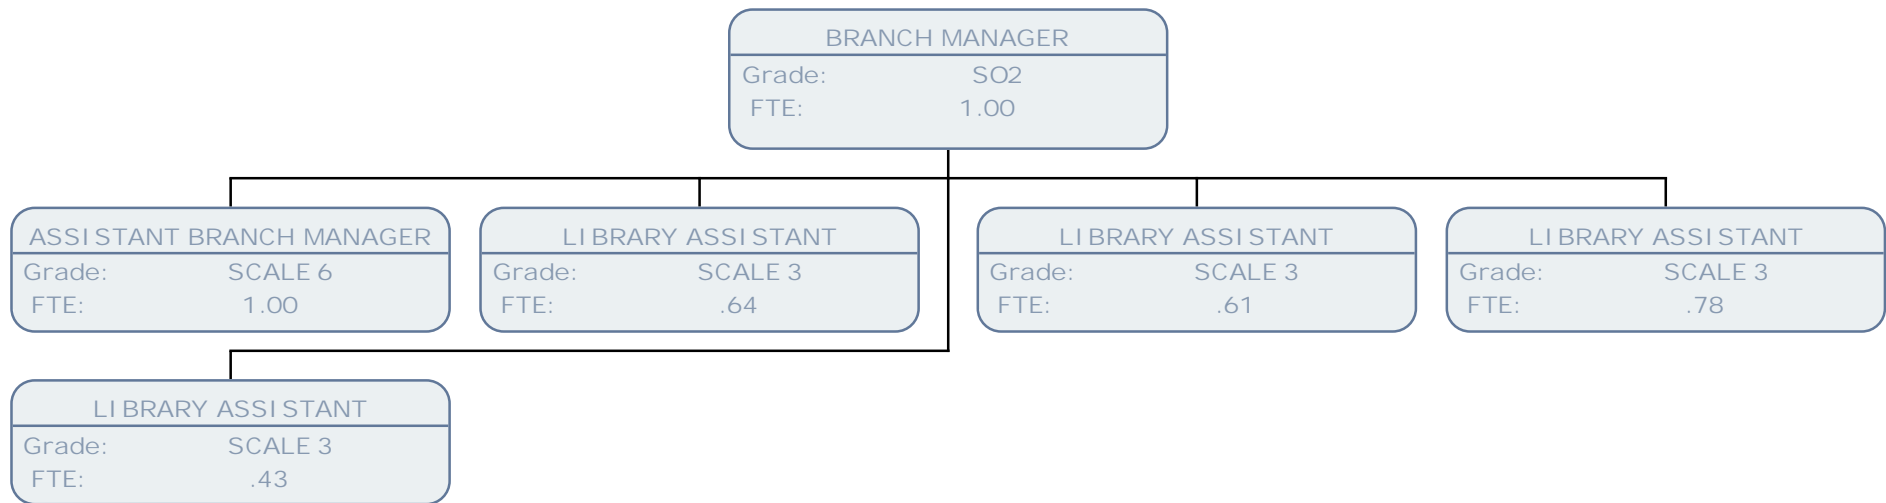 BRANCH MANAGER
Grade: SO2
FTE: 1.00
ASSISTANT BRANCH MANAGER
Grade: SCALE 6
FTE: 1.00
LIBRARY ASSISTANT
Grade: SCALE 3
FTE: .64
LIBRARY ASSISTANT
Grade: SCALE 3
FTE: .61
LIBRARY ASSISTANT
Grade: SCALE 3
FTE: .78
LIBRARY ASSISTANT
Grade: SCALE 3
FTE: .43